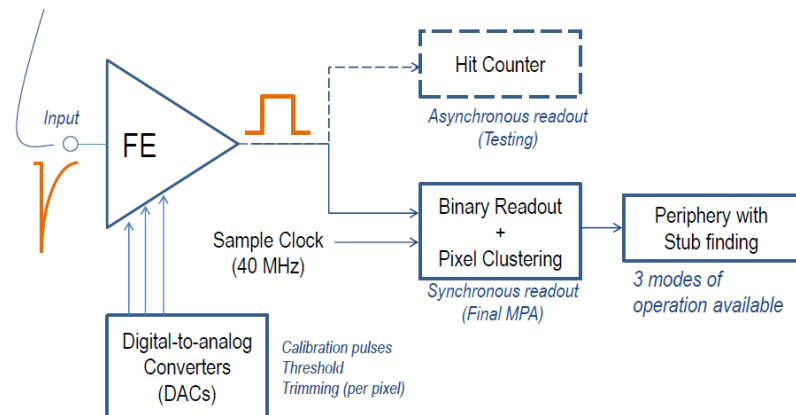 Input
FE
Hit Counter
Asynchronous readout
(Testing)
Sample Clock
(40 MHz)
Binary Readout
+
Pixel Clustering
Synchronous readout
(Final MPA)
Periphery with
Stub finding
3 modes of
operation available
Digital-to-analog
Converters
(DACs)
Calibration pulses
Threshold
Trimming (per pixel)